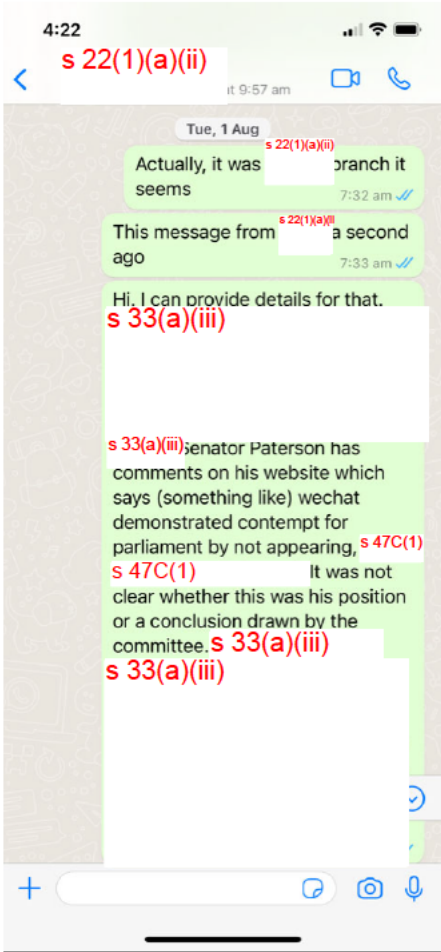 4:22
s 22(1)(a)(ii)
at 9:57 am
Tue, 1 Aug
s 22(1)(a)(ii)
Actually, it was branch it
seems
7:32 am
s 22(1)(a)(ii
This message from a second
ago
7:33 am
Hi. I can provide details for that.
s 33(a)(iii)
s 33(a)(iii) Senator Paterson has
comments on his website which
says (something like) wechat
demonstrated contempt for
parliament by not appearing, s 47C(1)
s 47C(1) It was not
clear whether this was his position
or a conclusion drawn by the
committee. s 33(a)(iii)
s 33(a)(iii)